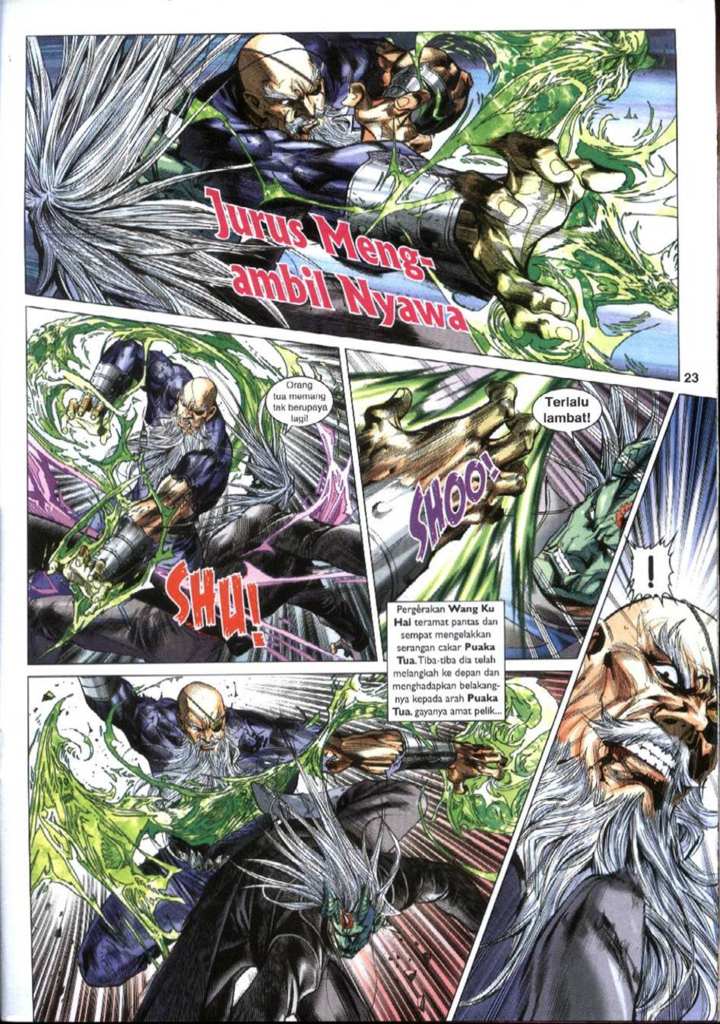 Jurus Meng-
ambil Nyawa
23
Orang
tua memang
tak berupaya
lagi!
SHU!
Terlalu
lambat!
SHOO!
Pergerakan Wang Ku
Hai teramat pantas dan
sempat mengelakkan
serangan cakar Puaka
Tua. Tiba-tiba dia telah
melangkah ke depan dan
menghadapkan belakang-
nya kepada arah Puaka
Tua, gayanya amat pelik...
!